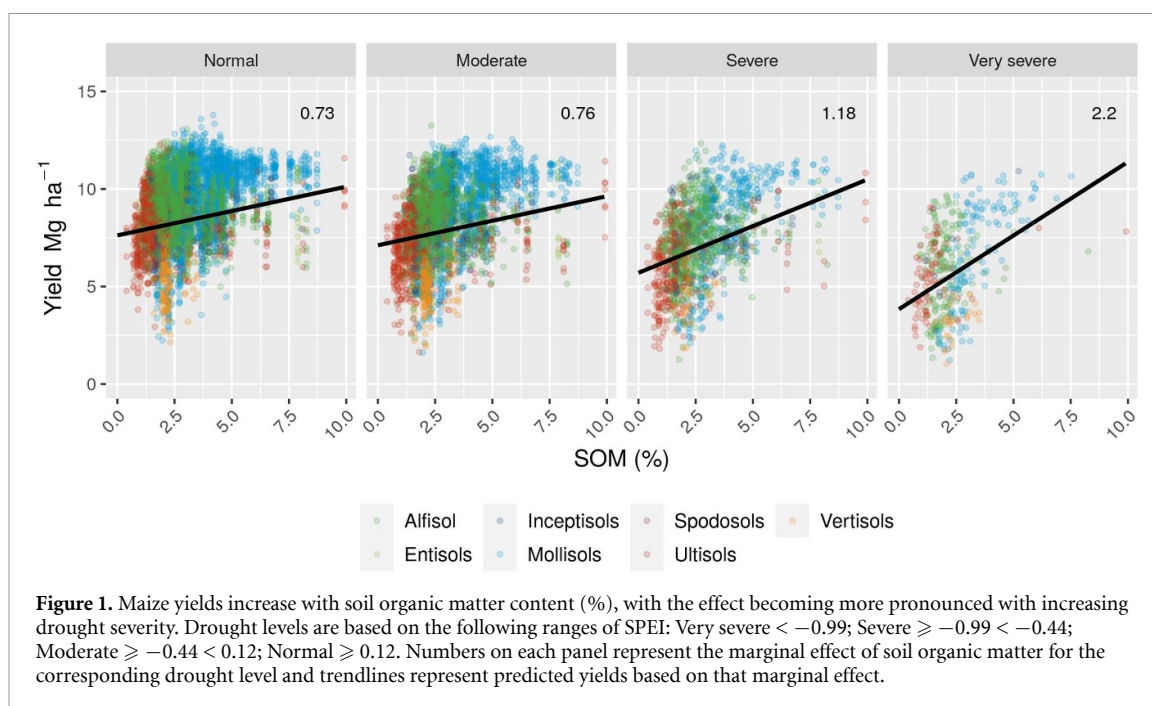 Normal Moderate Severe Very severe
15
10
5
0
0.73 0.76 1.18 2.2
Yield Mg ha⁻¹
0.0 2.5 5.0 7.5 10.0 0.0 2.5 5.0 7.5 10.0 0.0 2.5 5.0 7.5 10.0 0.0 2.5 5.0 7.5 10.0
SOM (%)
Alfisol Inceptisols Spodosols Vertisols
Entisols Mollisols Ultisols
Figure 1. Maize yields increase with soil organic matter content (%), with the effect becoming more pronounced with increasing
drought severity. Drought levels are based on the following ranges of SPEI: Very severe < −0.99; Severe ⩾ −0.99 < −0.44;
Moderate ⩾ −0.44 < 0.12; Normal ⩾ 0.12. Numbers on each panel represent the marginal effect of soil organic matter for the
corresponding drought level and trendlines represent predicted yields based on that marginal effect.